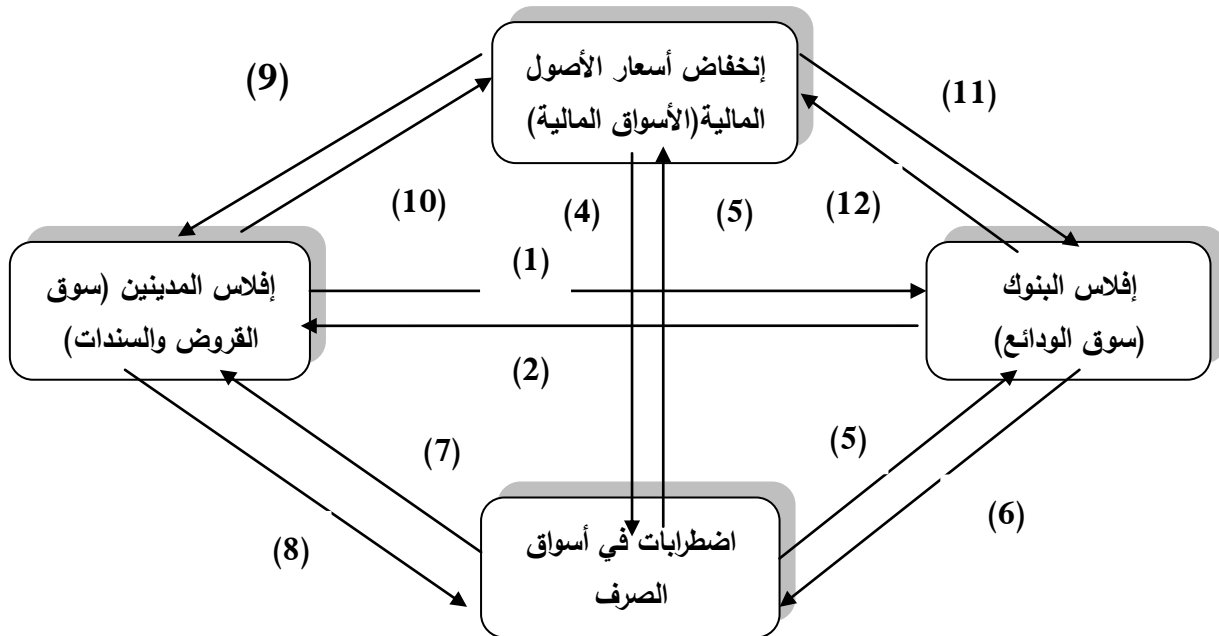 إنخفاض أسعار الأصول
المالية(الأسواق المالية)
(9)
(11)
(10)
(4)
(5)
(12)
إفلاس المدينين (سوق
القروض والسندات)
(1)
إفلاس البنوك
(سوق الودائع)
(2)
(7)
(5)
(8)
(6)
اضطرابات في أسواق
الصرف